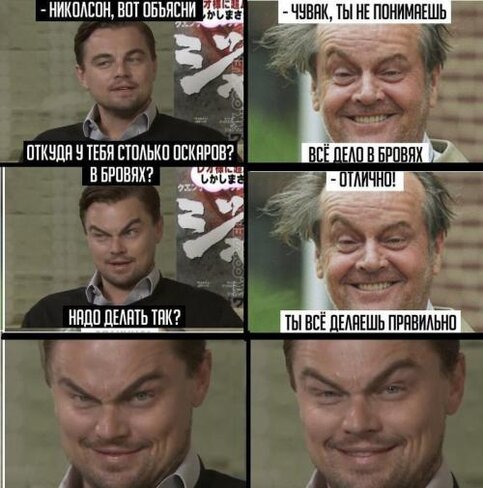 - НИКОЛСОН, ВОТ ОБЪЯСНИ
ОТКУДА У ТЕБЯ СТОЛЬКО ОСКАРОВ?
- ЧУВАК, ТЫ НЕ ПОНИМАЕШЬ
ВСЁ ДЕЛО В БРОВЯХ
В БРОВЯХ?
НАДО ДЕЛАТЬ ТАК?
- ОТЛИЧНО!
ТЫ ВСЁ ДЕЛАЕШЬ ПРАВИЛЬНО